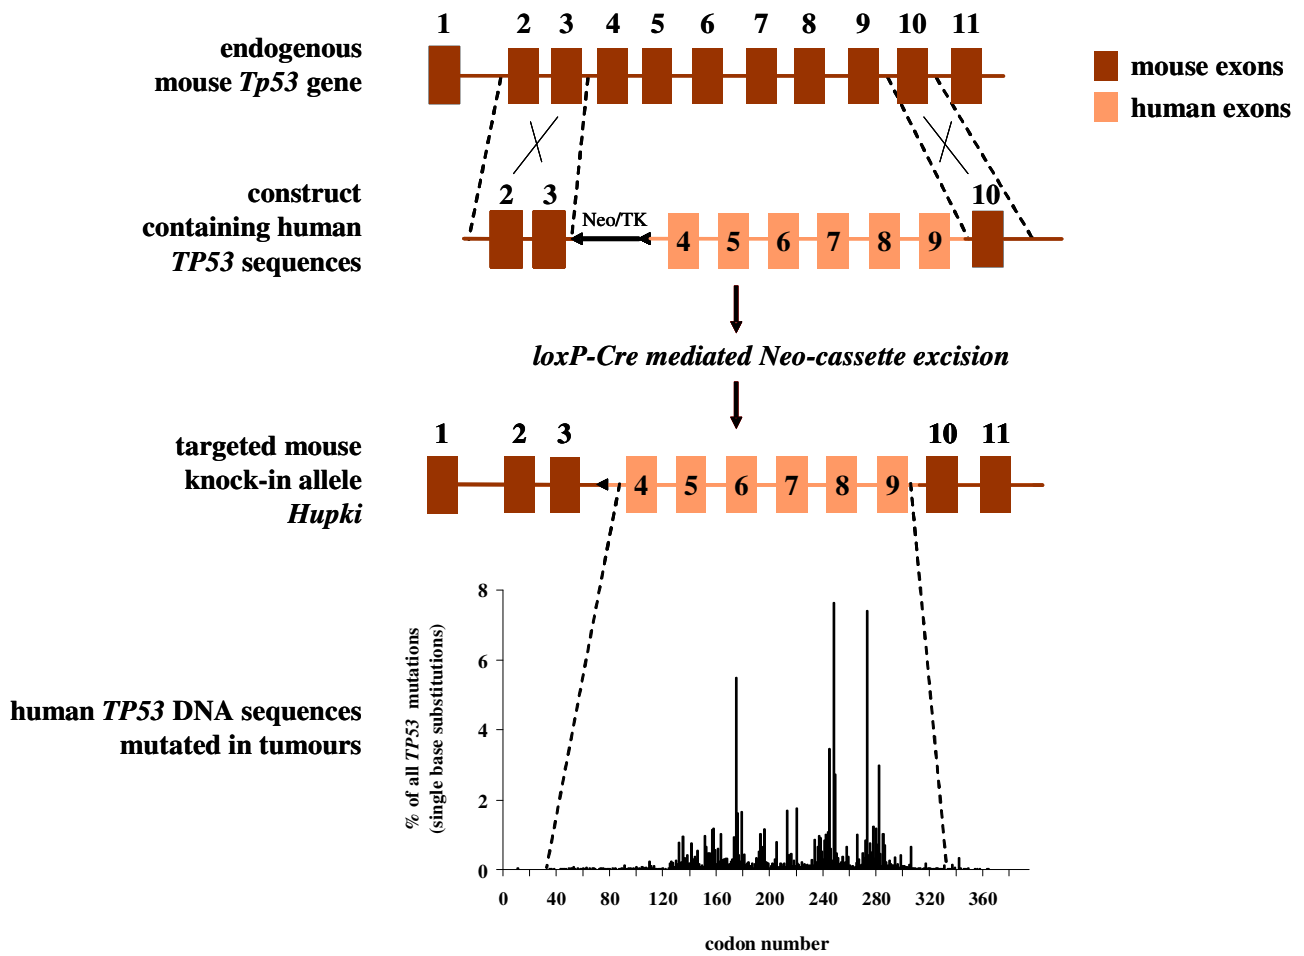 1 2 3 4 5 6 7 8 9 10 11
endogenous
mouse Tp53 gene
mouse exons
human exons
construct
containing human
TP53 sequences
2 3 10
Neo/TK
4 5 6 7 8 9
loxP-Cre mediated Neo-cassette excision
targeted mouse
knock-in allele
Hupki
1 2 3 10 11
4 5 6 7 8 9
human TP53 DNA sequences
mutated in tumours
% of all TP53 mutations
(single base substitutions)
8
6
4
2
0
0 40 80 120 160 200 240 280 320 360
codon number